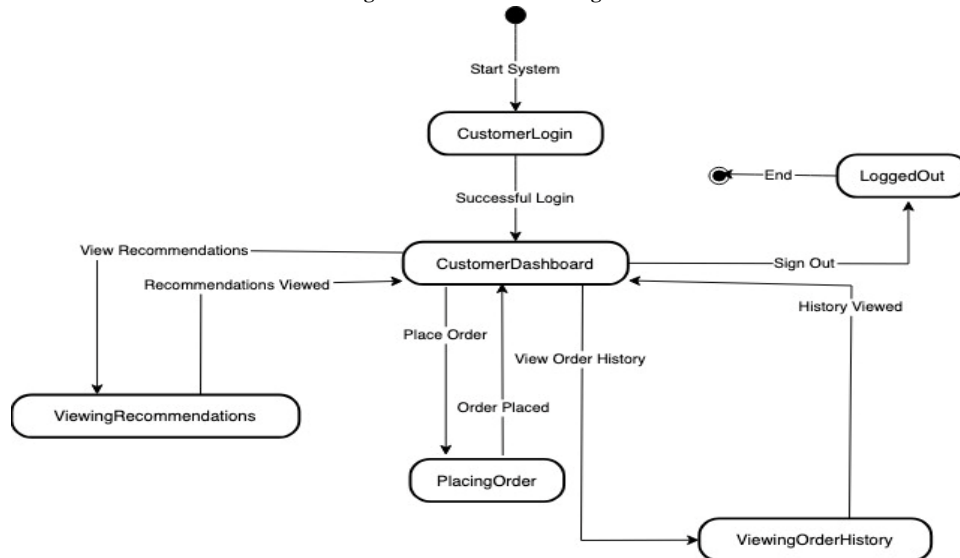 Start System
CustomerLogin
LoggedOut
End
Successful Login
View Recommendations
CustomerDashboard
Sign Out
Recommendations Viewed
History Viewed
Place Order
View Order History
Order Placed
ViewingRecommendations
PlacingOrder
ViewingOrderHistory